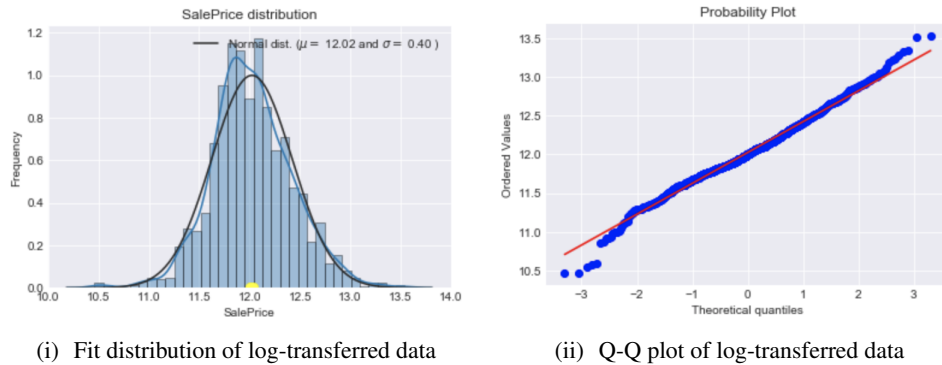 SalePrice distribution
Normal dist. (μ = 12.02 and σ = 0.40 )
Frequency
1.2
1.0
0.8
0.6
0.4
0.2
0.0
10.0 10.5 11.0 11.5 12.0 12.5 13.0 13.5 14.0
SalePrice
(i) Fit distribution of log-transferred data
Probability Plot
Ordered Values
13.5
13.0
12.5
12.0
11.5
11.0
10.5
−3 −2 −1 0 1 2 3
Theoretical quantiles
(ii) Q-Q plot of log-transferred data